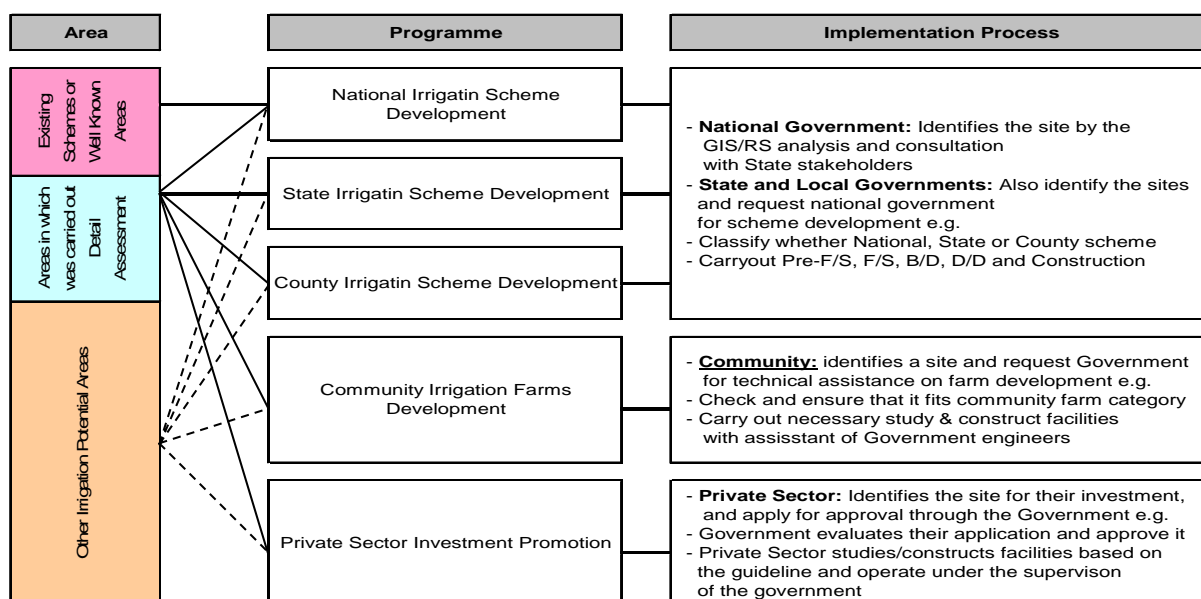 Area
Programme
Implementation Process
Existing
Schemes or
Well Known
Areas
Areas in which
was carried out
Detail
Assessment
Other Irrigation Potential Areas
National Irrigatin Scheme
Development
State Irrigatin Scheme Development
County Irrigatin Scheme Development
Community Irrigation Farms
Development
Private Sector Investment Promotion
- National Government: Identifies the site by the
GIS/RS analysis and consultation
with State stakeholders
- State and Local Governments: Also identify the sites
and request national government
for scheme development e.g.
- Classify whether National, State or County scheme
- Carryout Pre-F/S, F/S, B/D, D/D and Construction
- Community: identifies a site and request Government
for technical assistance on farm development e.g.
- Check and ensure that it fits community farm category
- Carry out necessary study & construct facilities
with assisstant of Government engineers
- Private Sector: Identifies the site for their investment,
and apply for approval through the Government e.g.
- Government evaluates their application and approve it
- Private Sector studies/constructs facilities based on
the guideline and operate under the supervison
of the government